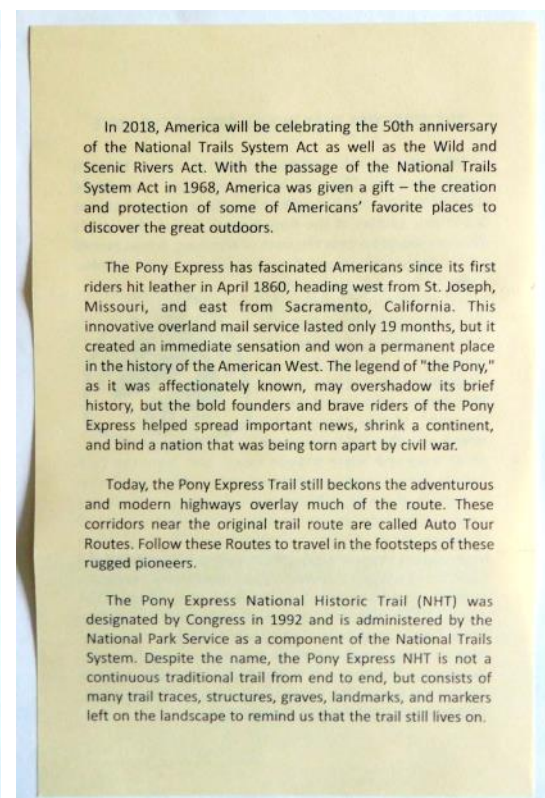 In 2018, America will be celebrating the 50th anniversary
of the National Trails System Act as well as the Wild and
Scenic Rivers Act. With the passage of the National Trails
System Act in 1968, America was given a gift – the creation
and protection of some of Americans' favorite places to
discover the great outdoors.
The Pony Express has fascinated Americans since its first
riders hit leather in April 1860, heading west from St. Joseph,
Missouri, and east from Sacramento, California. This
innovative overland mail service lasted only 19 months, but it
created an immediate sensation and won a permanent place
in the history of the American West. The legend of "the Pony,"
as it was affectionately known, may overshadow its brief
history, but the bold founders and brave riders of the Pony
Express helped spread important news, shrink a continent,
and bind a nation that was being torn apart by civil war.
Today, the Pony Express Trail still beckons the adventurous
and modern highways overlay much of the route. These
corridors near the original trail route are called Auto Tour
Routes. Follow these Routes to travel in the footsteps of these
rugged pioneers.
The Pony Express National Historic Trail (NHT) was
designated by Congress in 1992 and is administered by the
National Park Service as a component of the National Trails
System. Despite the name, the Pony Express NHT is not a
continuous traditional trail from end to end, but consists of
many trail traces, structures, graves, landmarks, and markers
left on the landscape to remind us that the trail still lives on.